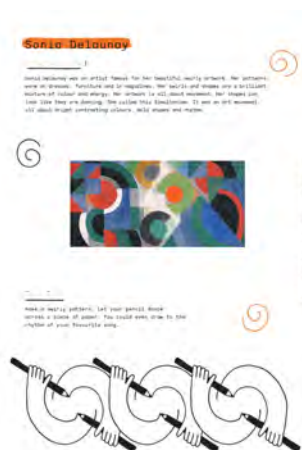 Sonia Delaunay
Sonia Delaunay was an artist famous for her beautiful swirly artwork. Her patterns
were on dresses, furniture and in magazines. Her swirls and shapes are a brilliant
mixture of colour and energy. Her artwork is all about movement. Her shapes can
look like they are dancing. She called this Simultanism. It was an art movement
all about bright contrasting colours, bold shapes and rhythm.
Make a swirly pattern. Let your pencil dance
across a piece of paper. You could even draw to the
rhythm of your favourite song.